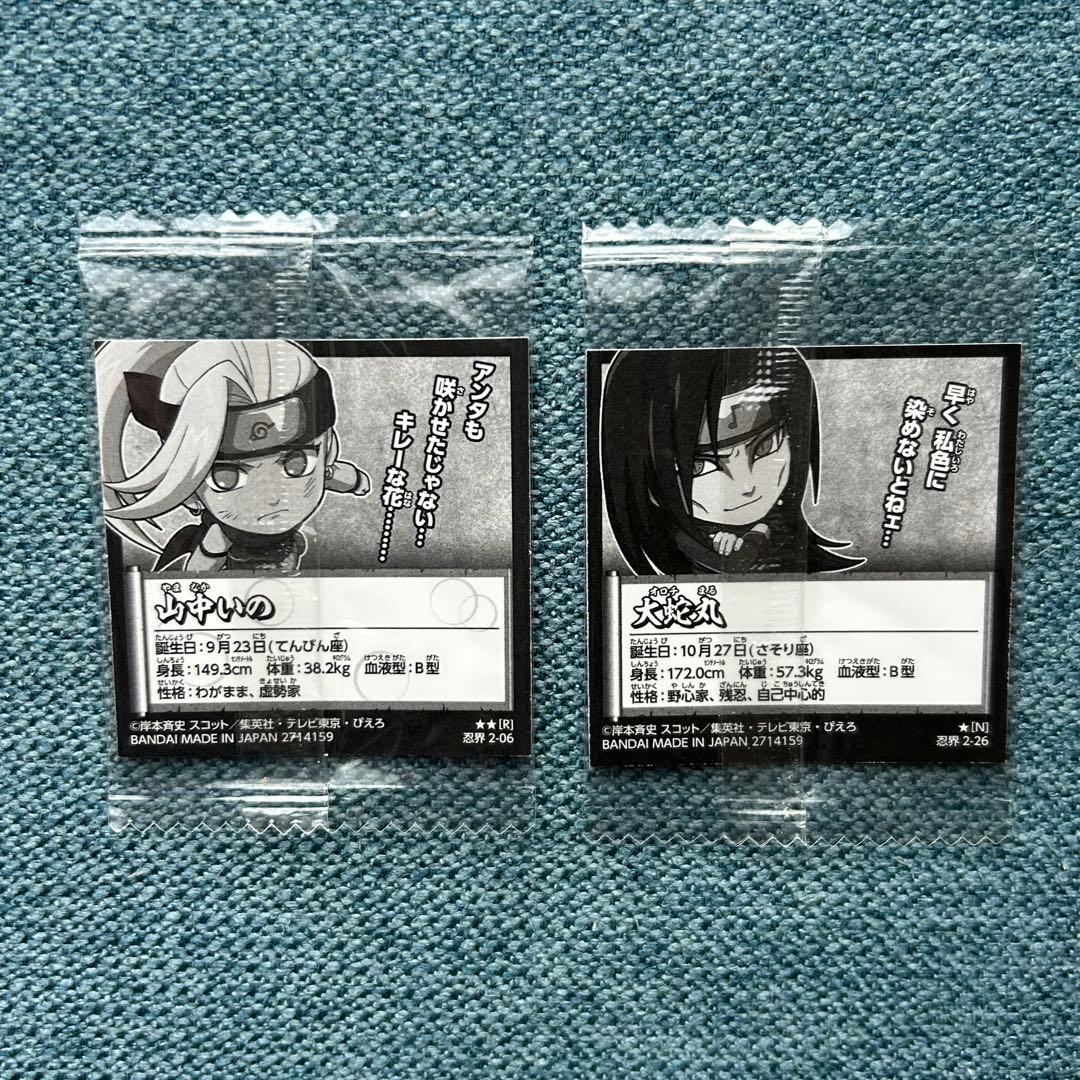 アンタも
咲かせたじゃない…
キレーな花………
山中いの
誕生日:9月23日(てんびん座)
身長:149.3cm 体重:38.2kg 血液型:B型
性格:わがまま、虚勢家
©岸本斉史 スコット/集英社・テレビ東京・ぴえろ
BANDAI MADE IN JAPAN 2714159
★★[R]
忍界 2-06
早く私色に
染めないとねェ…
大蛇丸
誕生日:10月27日(さそり座)
身長:172.0cm 体重:57.3kg 血液型:B型
性格:野心家、残忍、自己中心的
©岸本斉史 スコット/集英社・テレビ東京・ぴえろ
BANDAI MADE IN JAPAN 2714159
★[N]
忍界 2-26